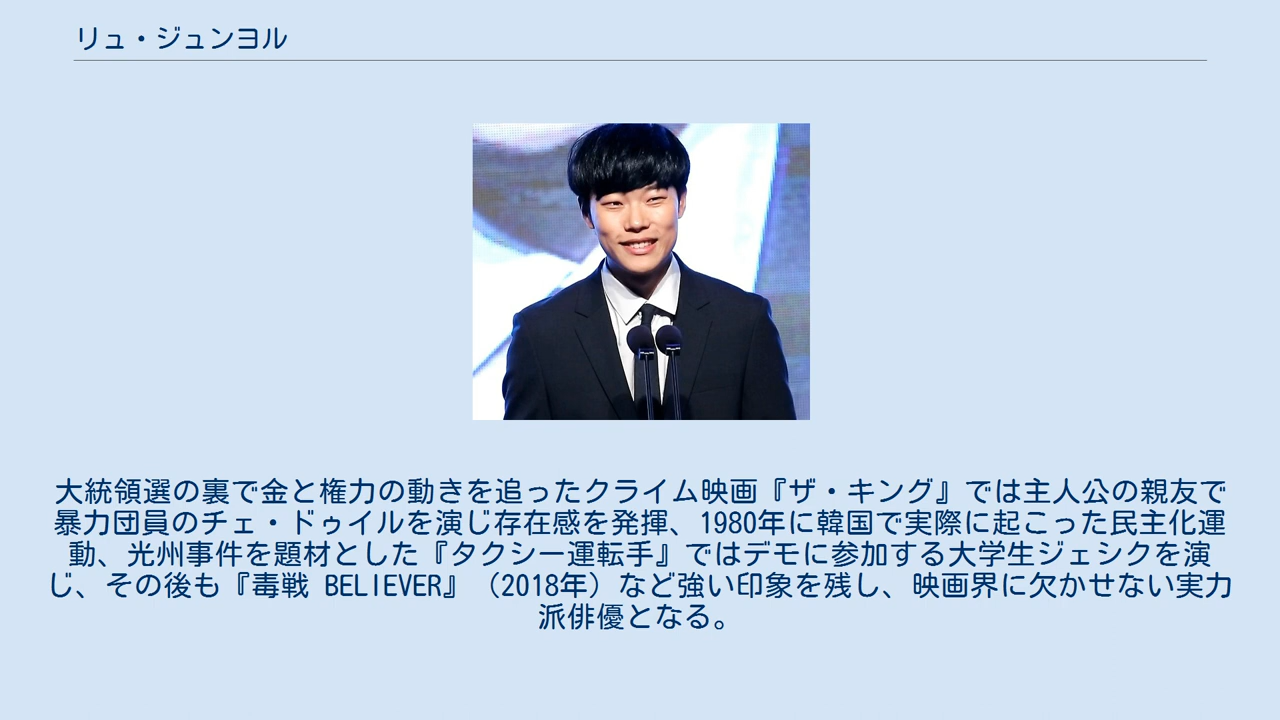 リュ・ジュンヨル
大統領選の裏で金と権力の動きを追ったクライム映画『ザ・キング』では主人公の親友で
暴力団員のチェ・ドゥイルを演じ存在感を発揮、1980年に韓国で実際に起こった民主化運
動、光州事件を題材とした『タクシー運転手』ではデモに参加する大学生ジェシクを演
じ、その後も『毒戦 BELIEVER』（2018年）など強い印象を残し、映画界に欠かせない実力
派俳優となる。